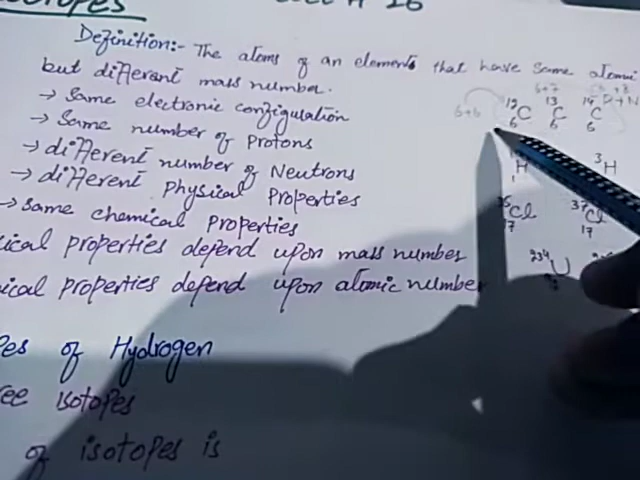 Isotopes
Definition:- The atoms of an elements that have same atomic
but different mass number.
→ Same electronic configulation
→ Same number of Protons
→ different number of Neutrons
→ different Physical Properties
→ Same chemical Properties
ical properties depend upon mass number
ical properties depend upon atomic number
pes of Hydrogen
ree isotopes
of isotopes is
6+6 6+7
12 6 C 13 6 C 14 6 C P+N
1 H 3 H
35 17 Cl 37 17 Cl
234 U